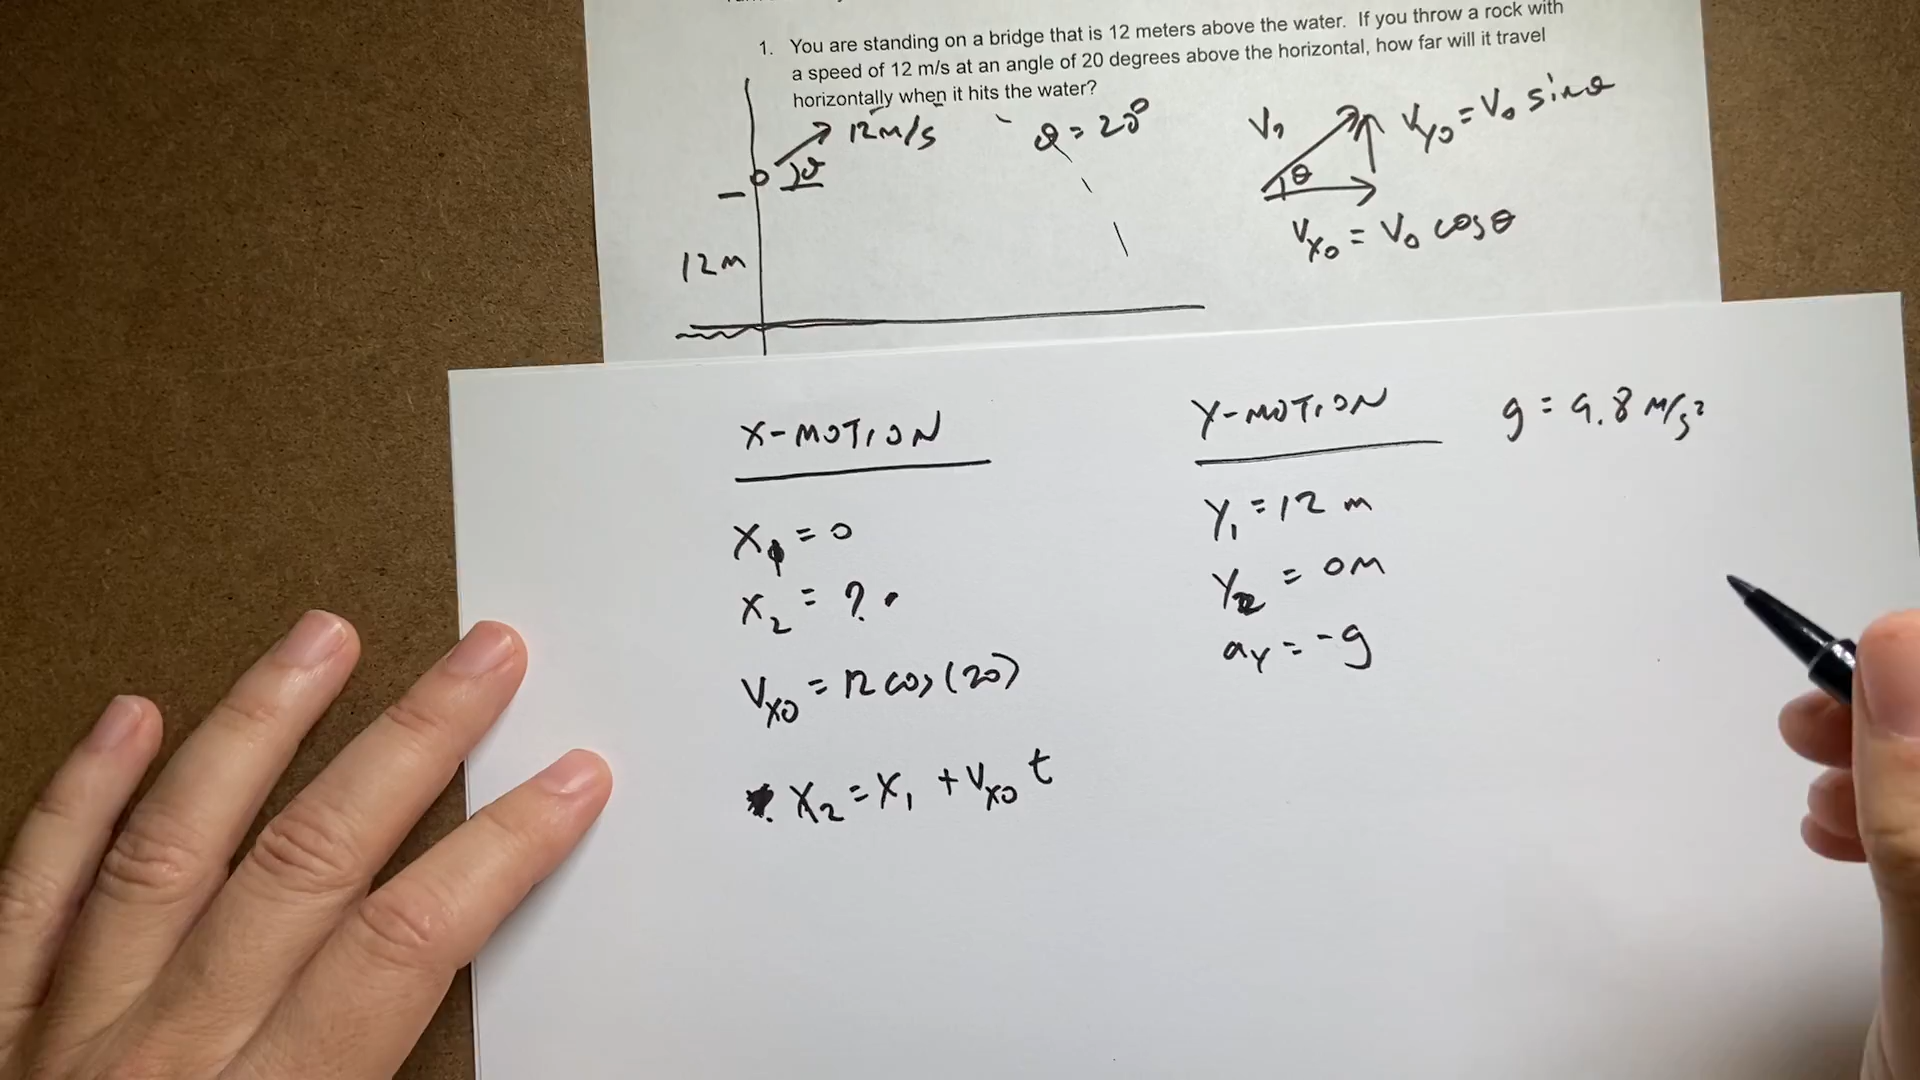 1. You are standing on a bridge that is 12 meters above the water. If you throw a rock with
a speed of 12 m/s at an angle of 20 degrees above the horizontal, how far will it travel
horizontally when it hits the water?
12m/s
θ
θ = 20°
V₀
θ
Vy0 = V0 sinθ
Vx0 = V0 cosθ
12m
X-MOTION
X1 = 0
X2 = ?
Vx0 = 12 cos(20)
X2 = X1 + Vx0 t
Y-MOTION
Y1 = 12 m
Y2 = 0M
ay = -g
g = 9.8 M/s²